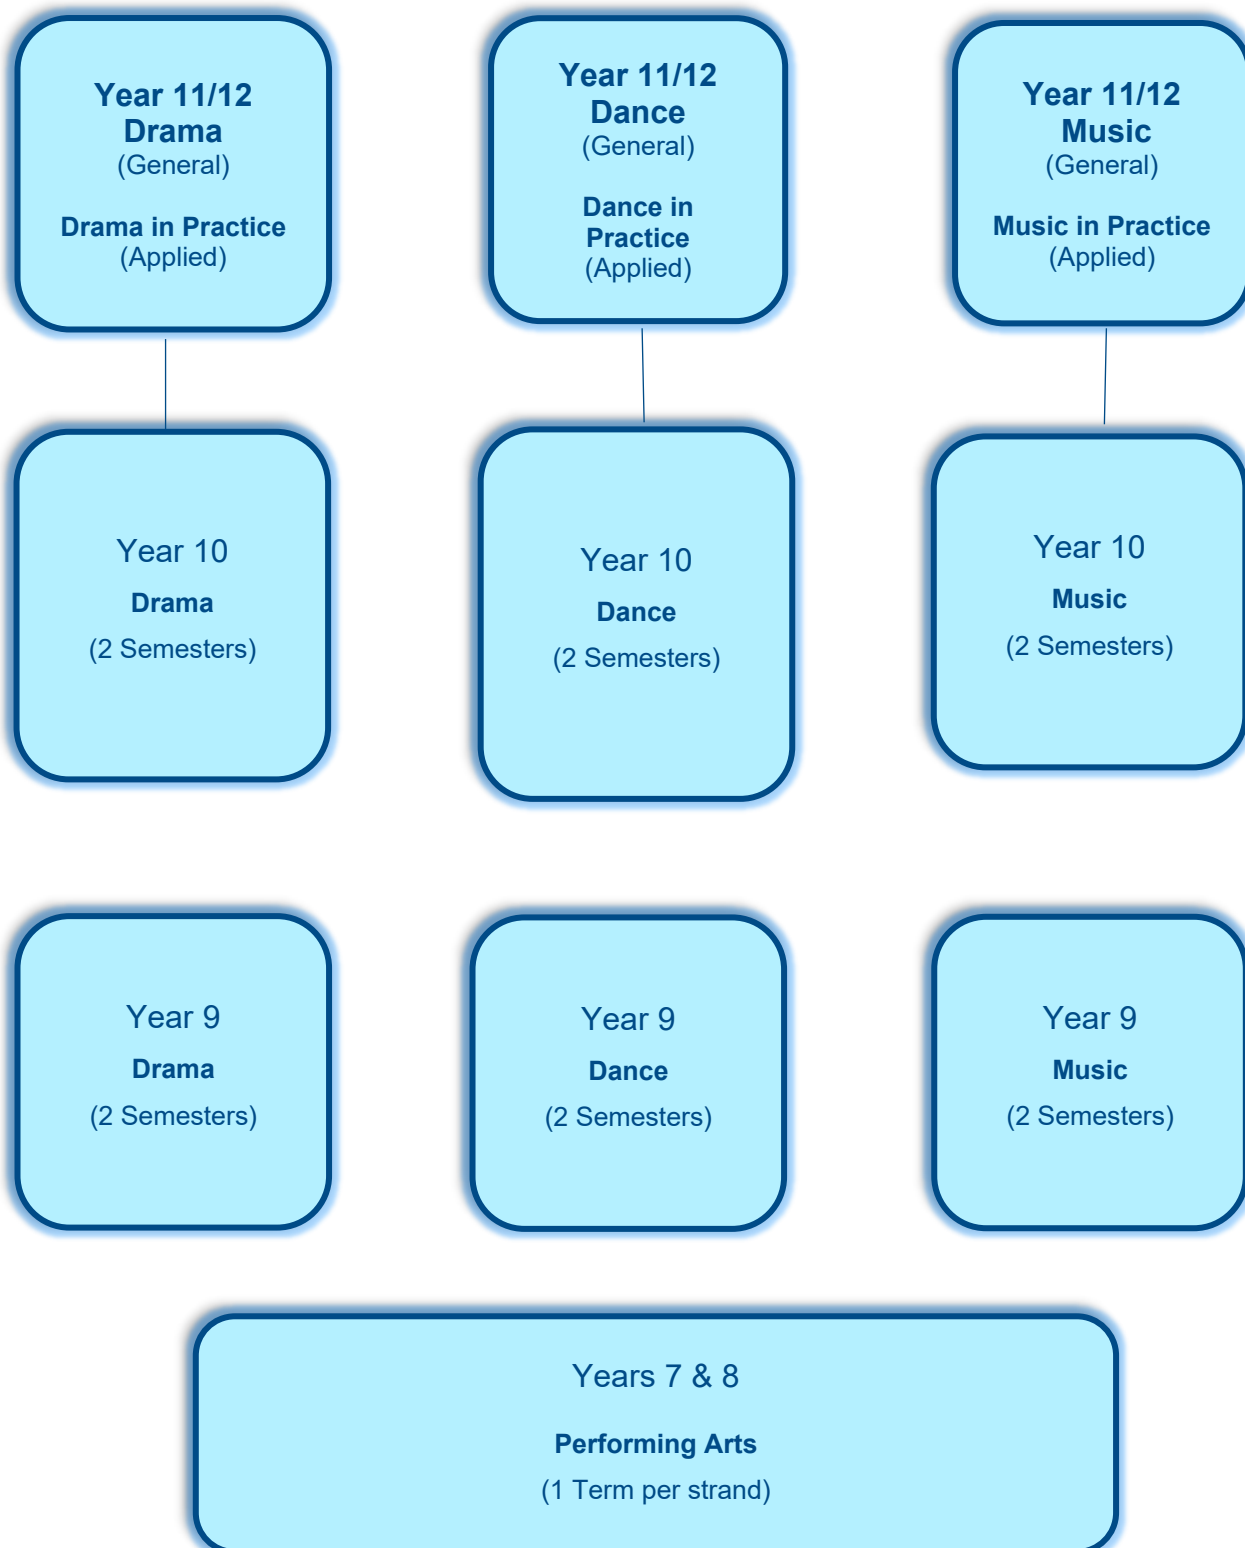 Year 11/12
Drama
(General)
Drama in Practice
(Applied)
Year 11/12
Dance
(General)
Dance in
Practice
(Applied)
Year 11/12
Music
(General)
Music in Practice
(Applied)
Year 10
Drama
(2 Semesters)
Year 10
Dance
(2 Semesters)
Year 10
Music
(2 Semesters)
Year 9
Drama
(2 Semesters)
Year 9
Dance
(2 Semesters)
Year 9
Music
(2 Semesters)
Years 7 & 8
Performing Arts
(1 Term per strand)